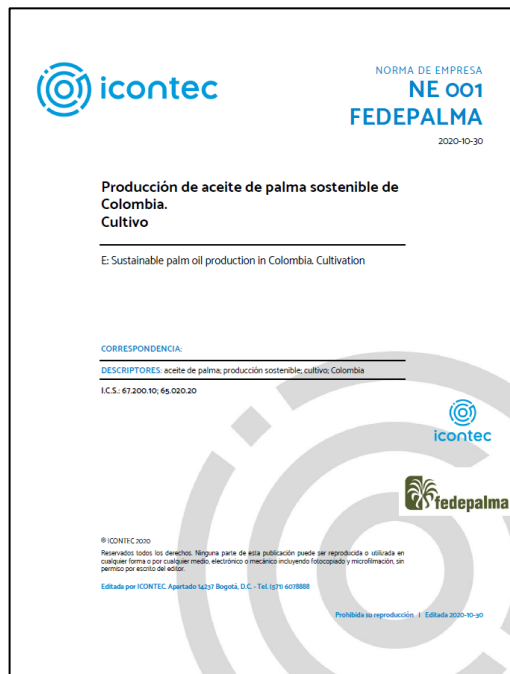 icontec
NORMA DE EMPRESA
NE 001
FEDEPALMA
2020-10-30
Producción de aceite de palma sostenible de
Colombia.
Cultivo
E: Sustainable palm oil production in Colombia. Cultivation
CORRESPONDENCIA:
DESCRIPTORES: aceite de palma; producción sostenible; cultivo; Colombia
I.C.S.: 67.200.10; 65.020.20
icontec
fedepalma
® ICONTEC 2020
Reservados todos los derechos. Ninguna parte de esta publicación puede ser reproducida o utilizada en
cualquier forma o por cualquier medio, electrónico o mecánico incluyendo fotocopiado y microfilmación, sin
permiso por escrito del editor.
Editada por ICONTEC. Apartado 14237 Bogotá, D.C. - Tel. (571) 6078888
Prohibida su reproducción | Editada 2020-10-30